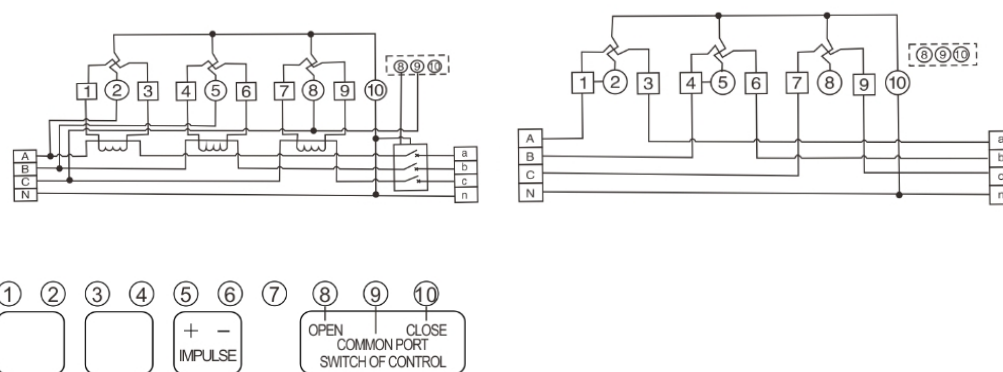 ⑧ ⑨ ⑩
1 ② 3 4 ⑤ 6 7 ⑧ 9 ⑩
A a
B b
C c
N n
⑧ ⑨ ⑩
1 ② 3 4 ⑤ 6 7 ⑧ 9 ⑩
A a
B b
C c
N n
① ② ③ ④ ⑤ ⑥ ⑦ ⑧ ⑨ ⑩
+ −
IMPULSE
OPEN CLOSE
COMMON PORT
SWITCH OF CONTROL